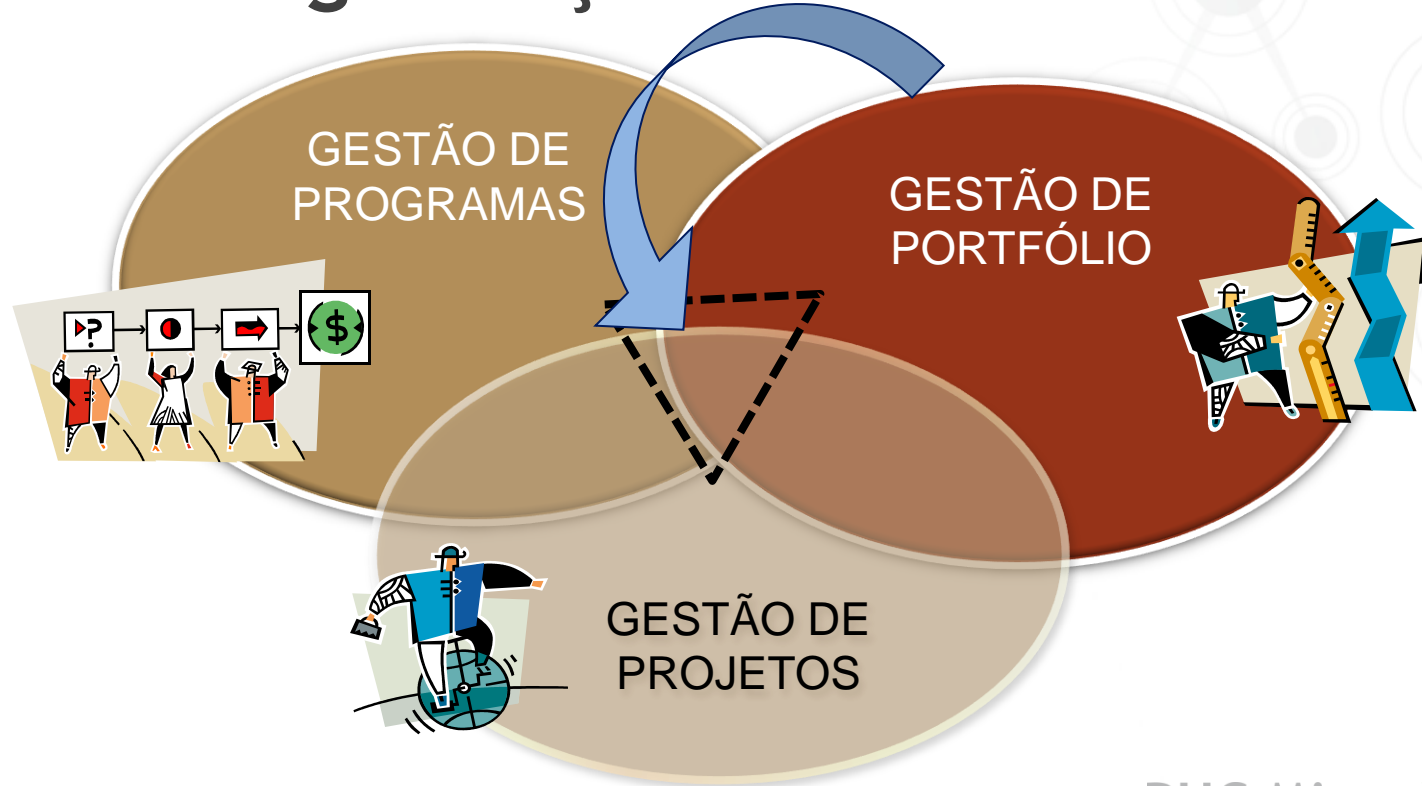 GESTÃO DE
PROGRAMAS
GESTÃO DE
PORTFÓLIO
?
$
GESTÃO DE
PROJETOS